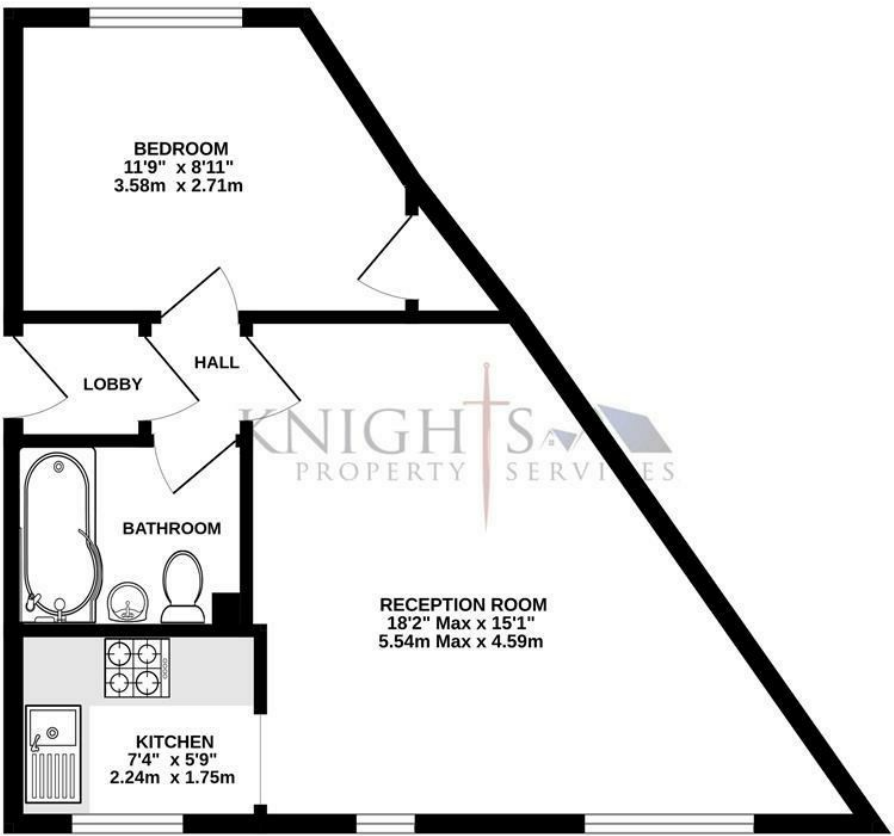 BEDROOM
11'9" x 8'11"
3.58m x 2.71m
HALL
LOBBY
KNIGHTS
PROPERTY SERVICES
BATHROOM
RECEPTION ROOM
18'2" Max x 15'1"
5.54m Max x 4.59m
KITCHEN
7'4" x 5'9"
2.24m x 1.75m